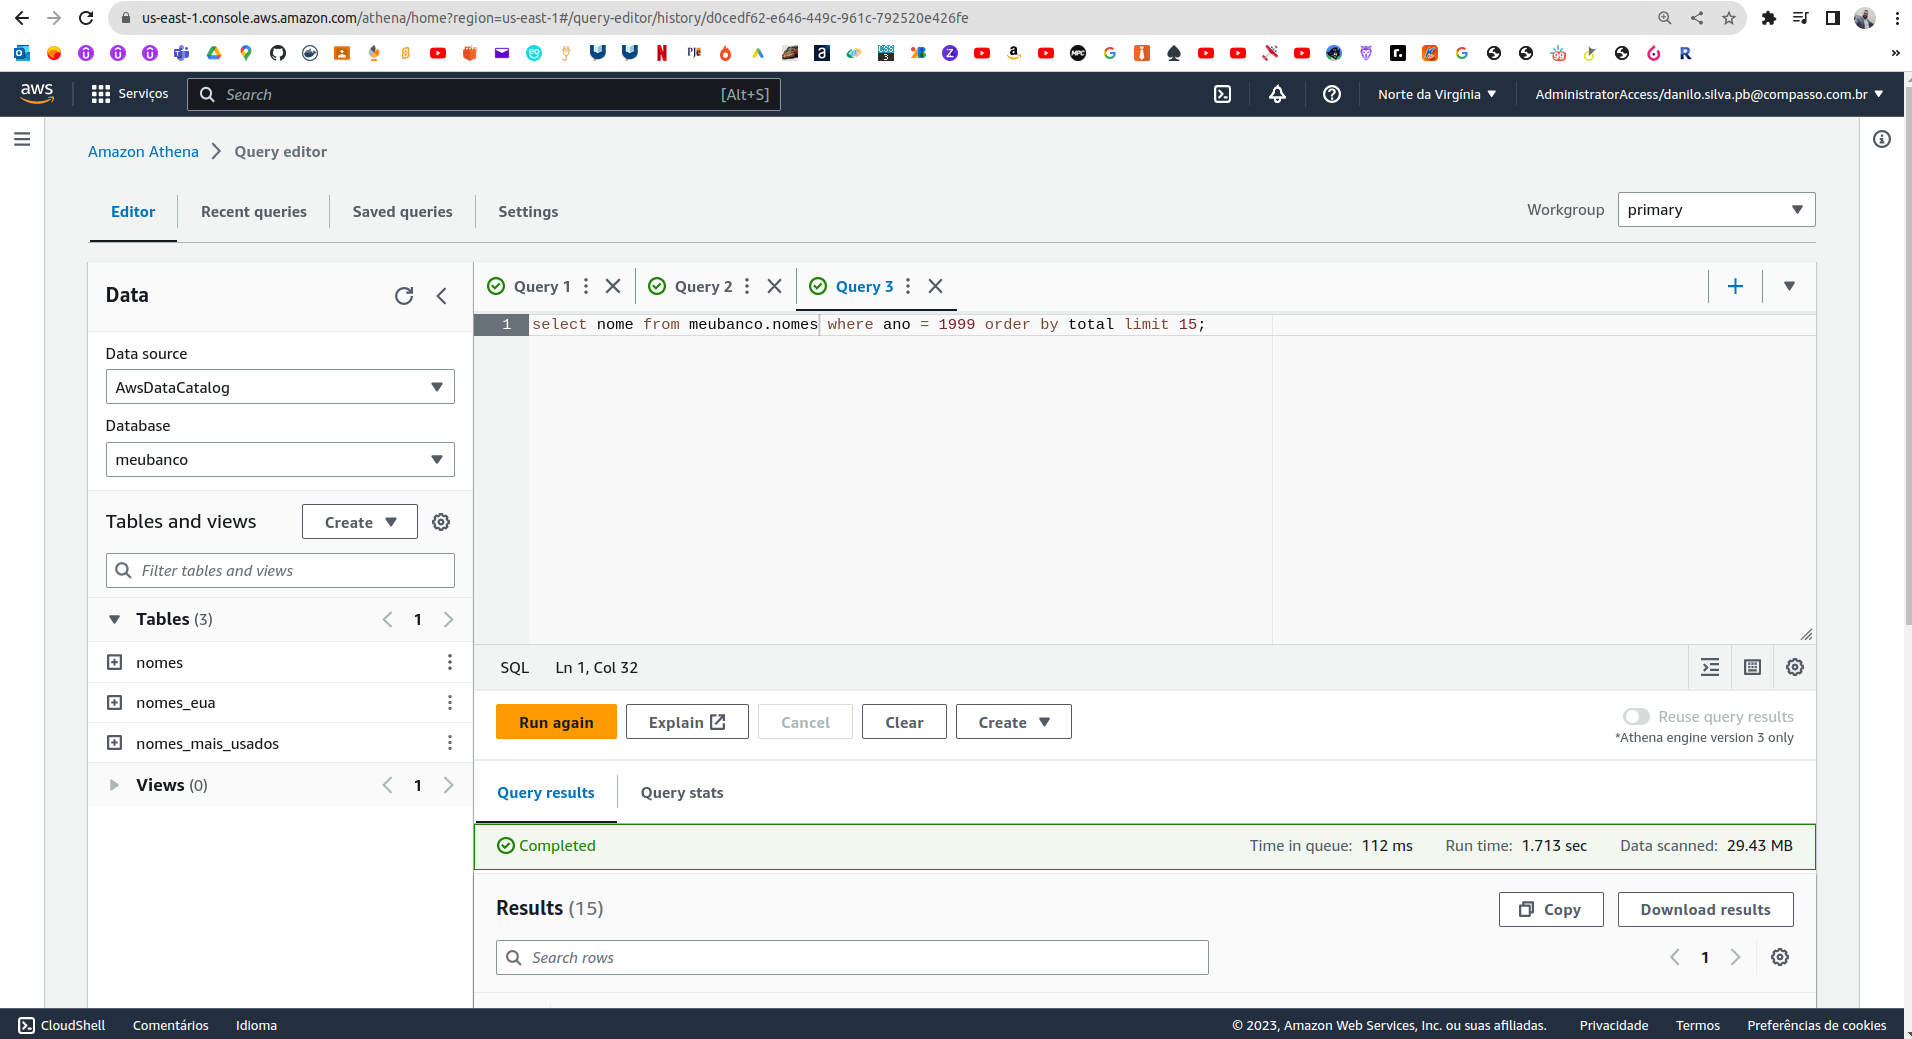 us-east-1.console.aws.amazon.com/athena/home?region=us-east-1#/query-editor/history/d0cedf62-e646-449c-961c-792520e426fe
aws Serviços Search [Alt+S] Norte da Virgínia AdministratorAccess/danilo.silva.pb@compasso.com.br
Amazon Athena Query editor
Editor Recent queries Saved queries Settings Workgroup primary
Data
Query 1 Query 2 Query 3
1 select nome from meubanco.nomes where ano = 1999 order by total limit 15;
Data source
AwsDataCatalog
Database
meubanco
Tables and views Create
Filter tables and views
Tables (3) 1
nomes
nomes_eua
nomes_mais_usados
Views (0) 1
SQL Ln 1, Col 32
Run again Explain Cancel Clear Create Reuse query results
*Athena engine version 3 only
Query results Query stats
Completed Time in queue: 112 ms Run time: 1.713 sec Data scanned: 29.43 MB
Results (15) Copy Download results
Search rows 1
CloudShell Comentários Idioma © 2023, Amazon Web Services, Inc. ou suas afiliadas. Privacidade Termos Preferências de cookies